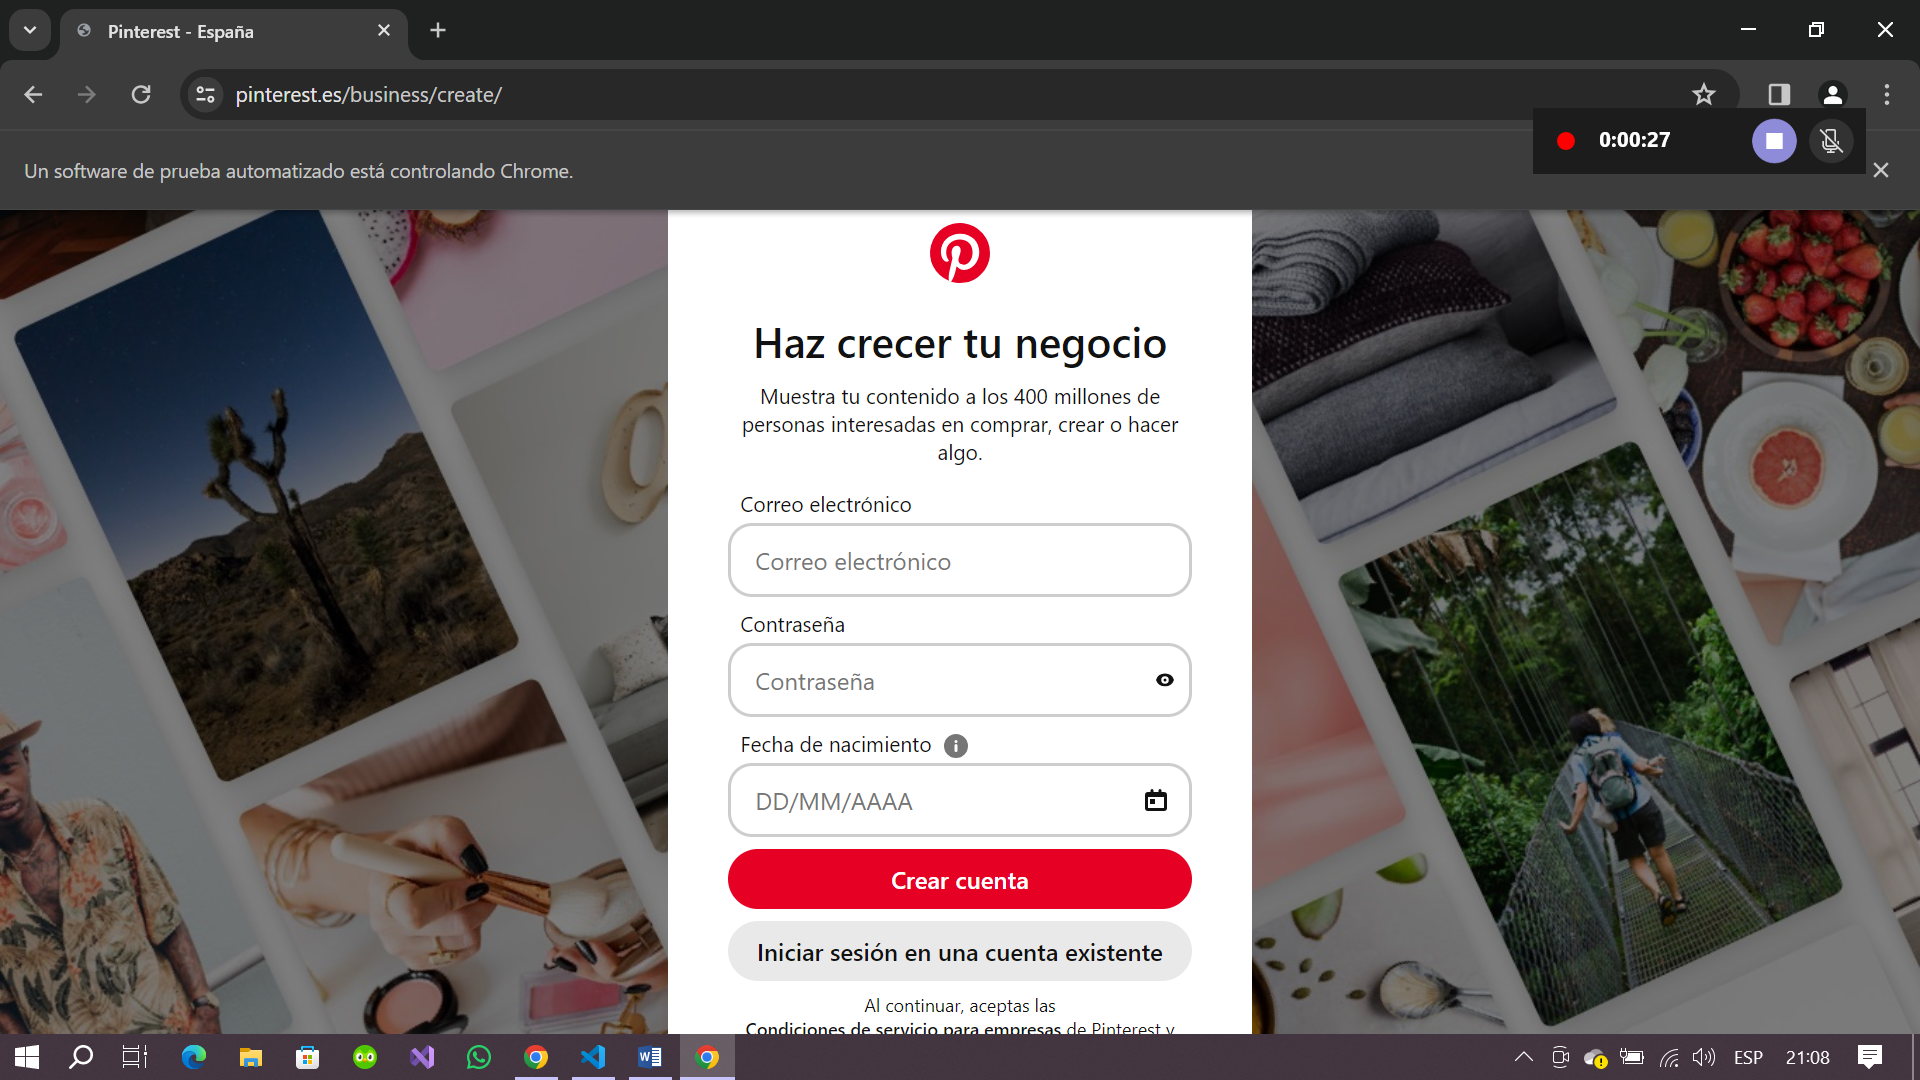 Pinterest - España
pinterest.es/business/create/
0:00:27
Un software de prueba automatizado está controlando Chrome.
Haz crecer tu negocio
Muestra tu contenido a los 400 millones de
personas interesadas en comprar, crear o hacer
algo.
Correo electrónico
Correo electrónico
Contraseña
Contraseña
Fecha de nacimiento
DD/MM/AAAA
Crear cuenta
Iniciar sesión en una cuenta existente
Al continuar, aceptas las
Condiciones de servicio para empresas de Pinterest y
ESP
21:08